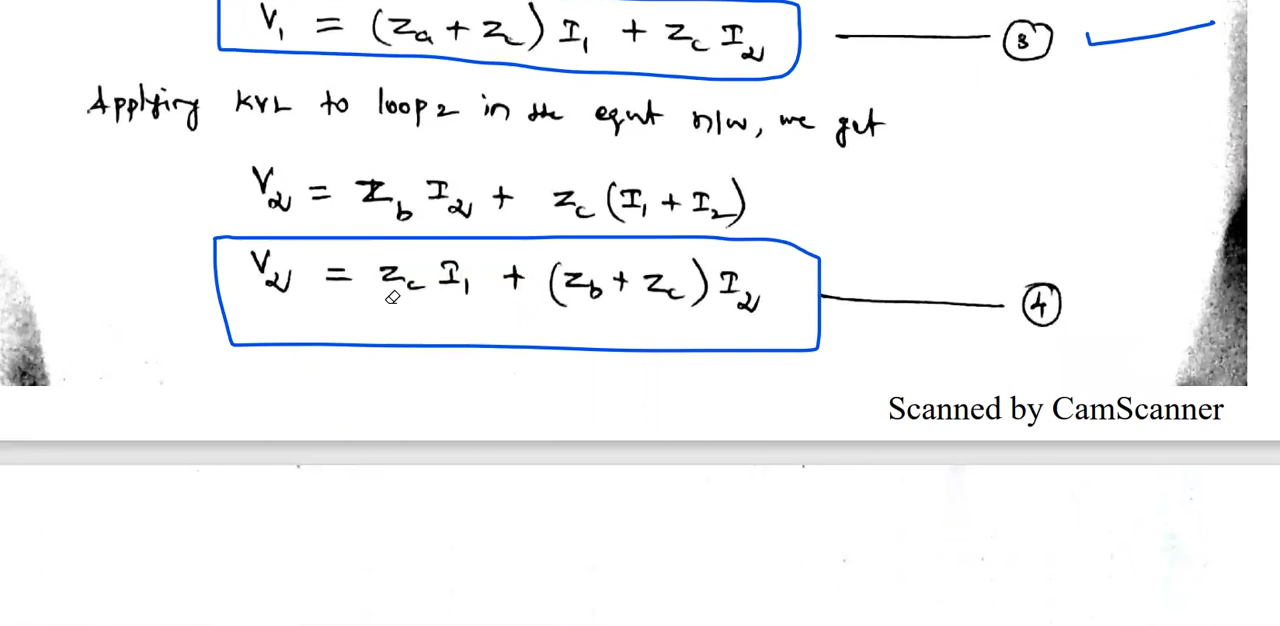 V₁ = (Za + Zc) I₁ + Zc I₂ ——— ③
Applying KVL to loop 2 in the eqnt n/w, we get
V₂ = Zb I₂ + Zc (I₁ + I₂)
V₂ = Zc I₁ + (Zb + Zc) I₂ ——— ④
Scanned by CamScanner